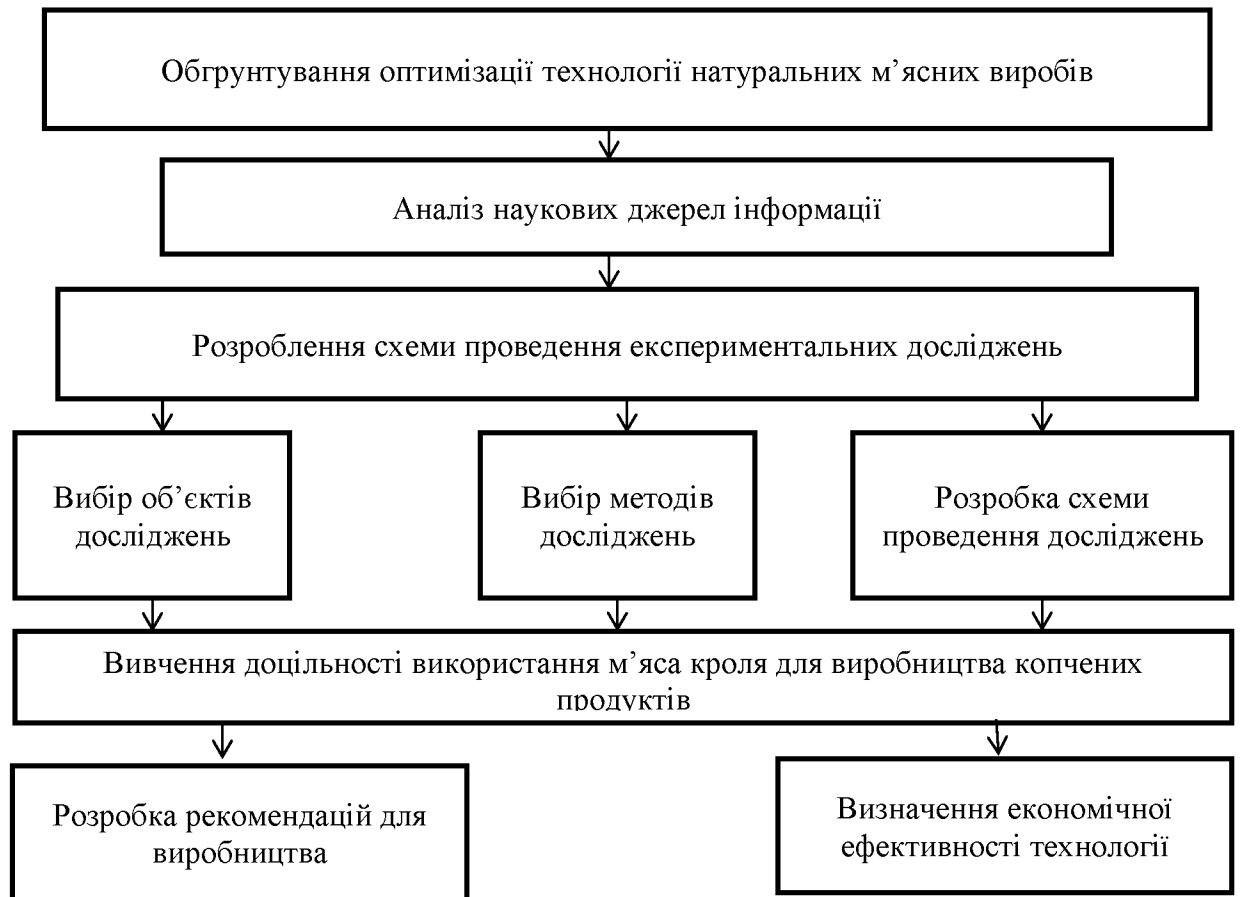 Обгрунтування оптимізації технології натуральних м’ясних виробів
Аналіз наукових джерел інформації
Розроблення схеми проведення експериментальних досліджень
Вибір об’єктів
досліджень
Вибір методів
досліджень
Розробка схеми
проведення досліджень
Вивчення доцільності використання м’яса кроля для виробництва копчених
продуктів
Розробка рекомендацій для
виробництва
Визначення економічної
ефективності технології